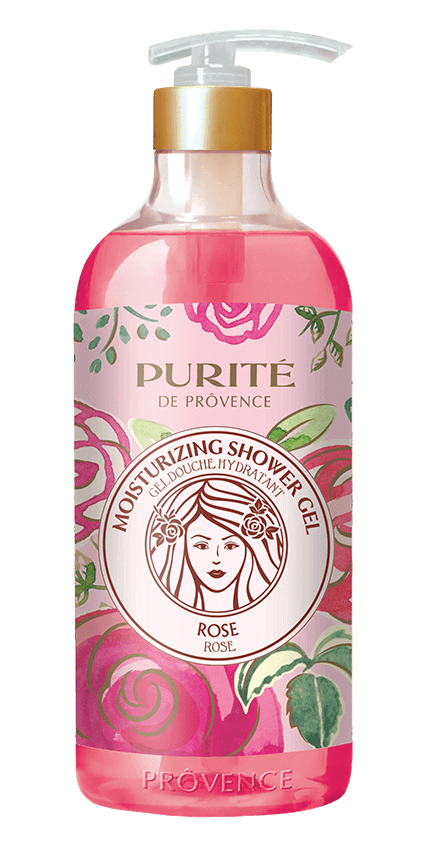 PURITÉ
DE PRÔVENCE
MOISTURIZING SHOWER GEL
GEL DOUCHE HYDRATANT
ROSE
ROSE
PRÔVENCE